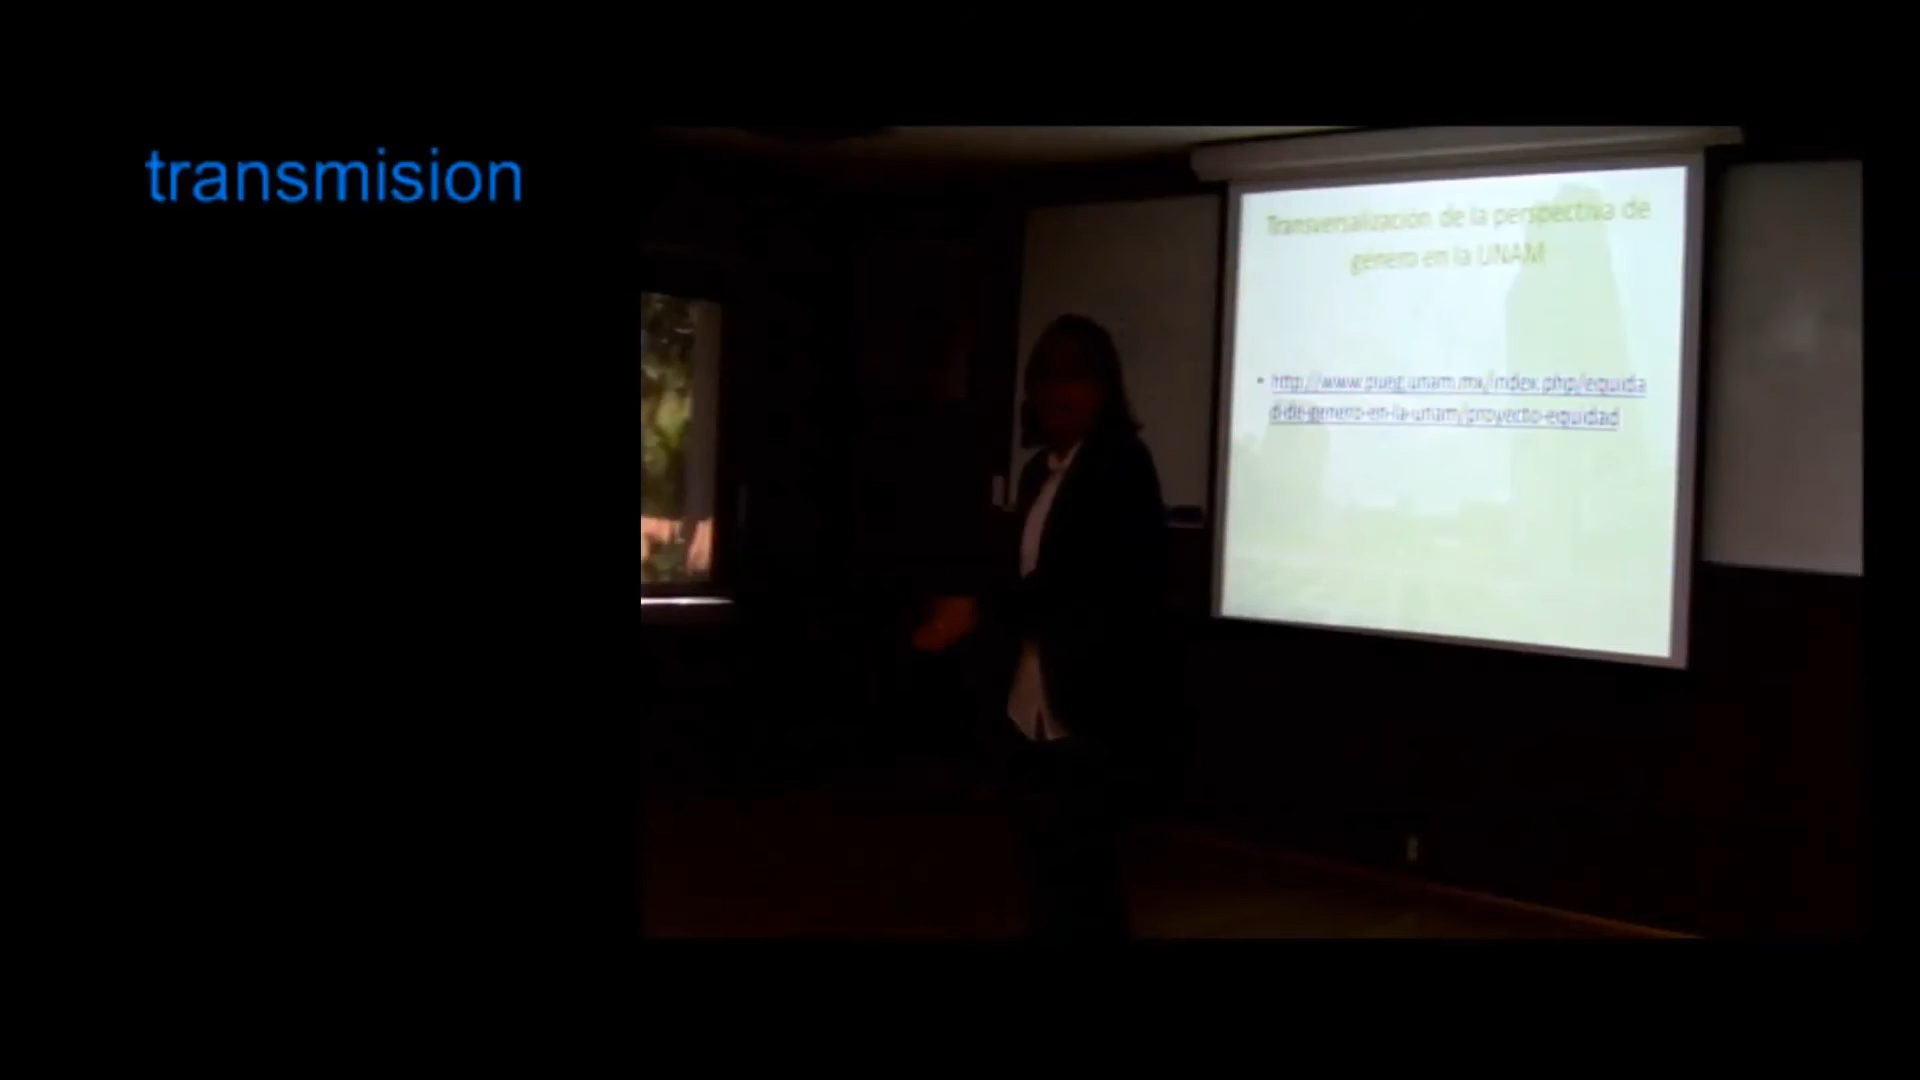 transmision
Transversalización de la perspectiva de
género en la UNAM
• http://www.pueg.unam.mx/index.php/equida
d-de-genero-en-la-unam/proyecto-equidad